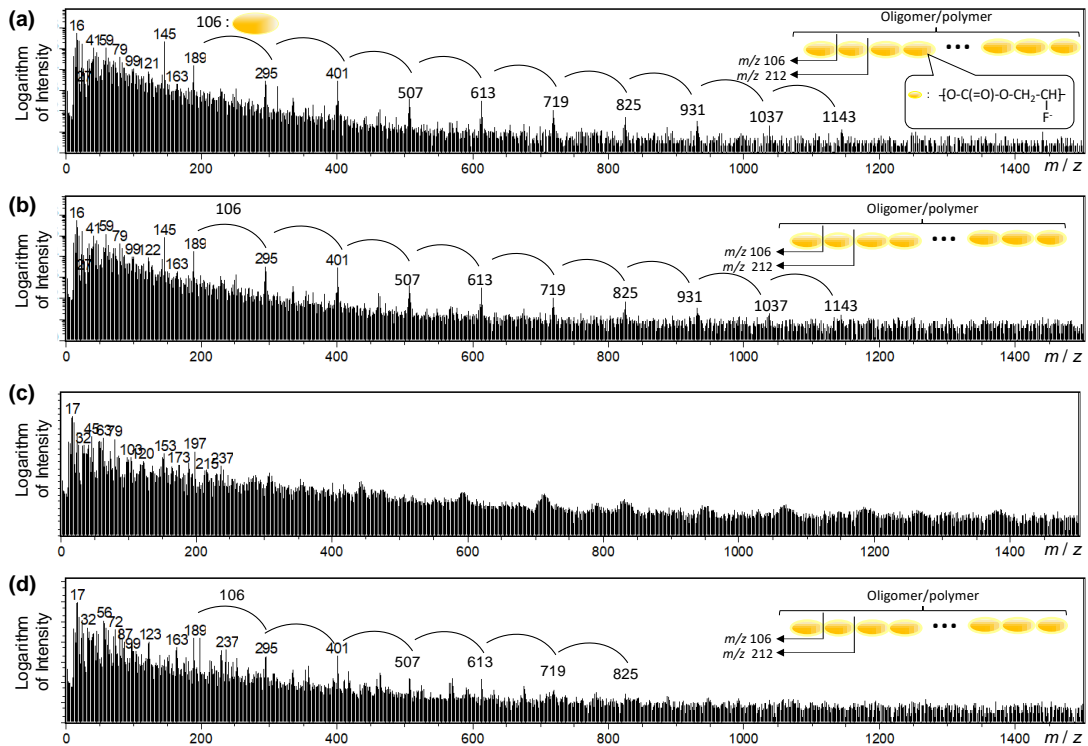 (a)
Logarithm
of Intensity
106 :
16
27
41
59
79
99
121
145
163
189
295
401
507
613
719
825
931
1037
1143
Oligomer/polymer
m/z 106
m/z 212
: -[O-C(=O)-O-CH2-CH]-
F-
0 200 400 600 800 1000 1200 1400 m / z
(b)
Logarithm
of Intensity
106
16
27
41
59
79
99
122
145
163
189
295
401
507
613
719
825
931
1037
1143
Oligomer/polymer
m/z 106
m/z 212
0 200 400 600 800 1000 1200 1400 m / z
(c)
Logarithm
of Intensity
17
32
45
63
79
103
120
153
173
197
215
237
0 200 400 600 800 1000 1200 1400 m / z
(d)
Logarithm
of Intensity
106
17
32
56
72
87
99
123
163
189
237
295
401
507
613
719
825
Oligomer/polymer
m/z 106
m/z 212
0 200 400 600 800 1000 1200 1400 m / z